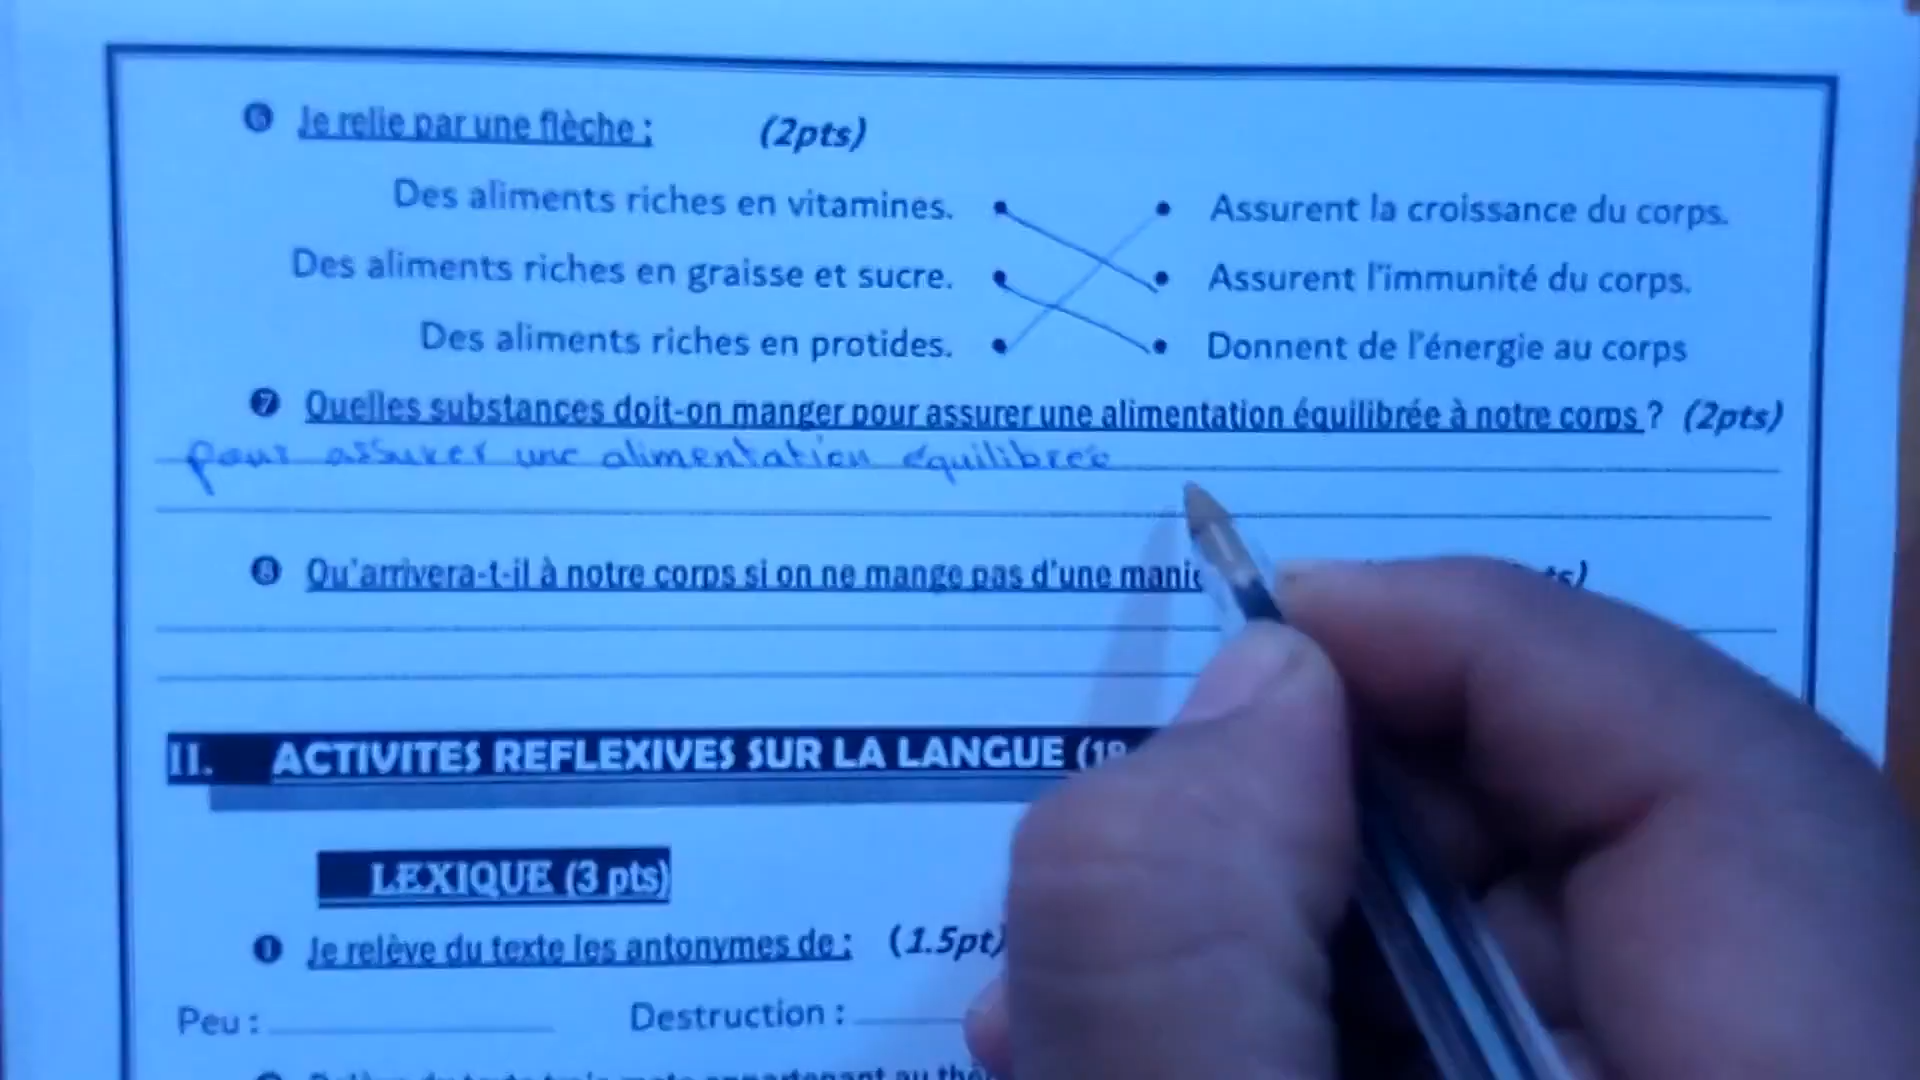 ❻ Je relie par une flèche : (2pts)
Des aliments riches en vitamines. • • Assurent la croissance du corps.
Des aliments riches en graisse et sucre. • • Assurent l'immunité du corps.
Des aliments riches en protides. • • Donnent de l'énergie au corps
❼ Quelles substances doit-on manger pour assurer une alimentation équilibrée à notre corps ? (2pts)
pour assurer une alimentation équilibrée
❽ Qu'arrivera-t-il à notre corps si on ne mange pas d'une
II. ACTIVITES REFLEXIVES SUR LA LANGUE
LEXIQUE (3 pts)
❶ Je relève du texte les antonymes de : (1.5pt)
Peu : Destruction :